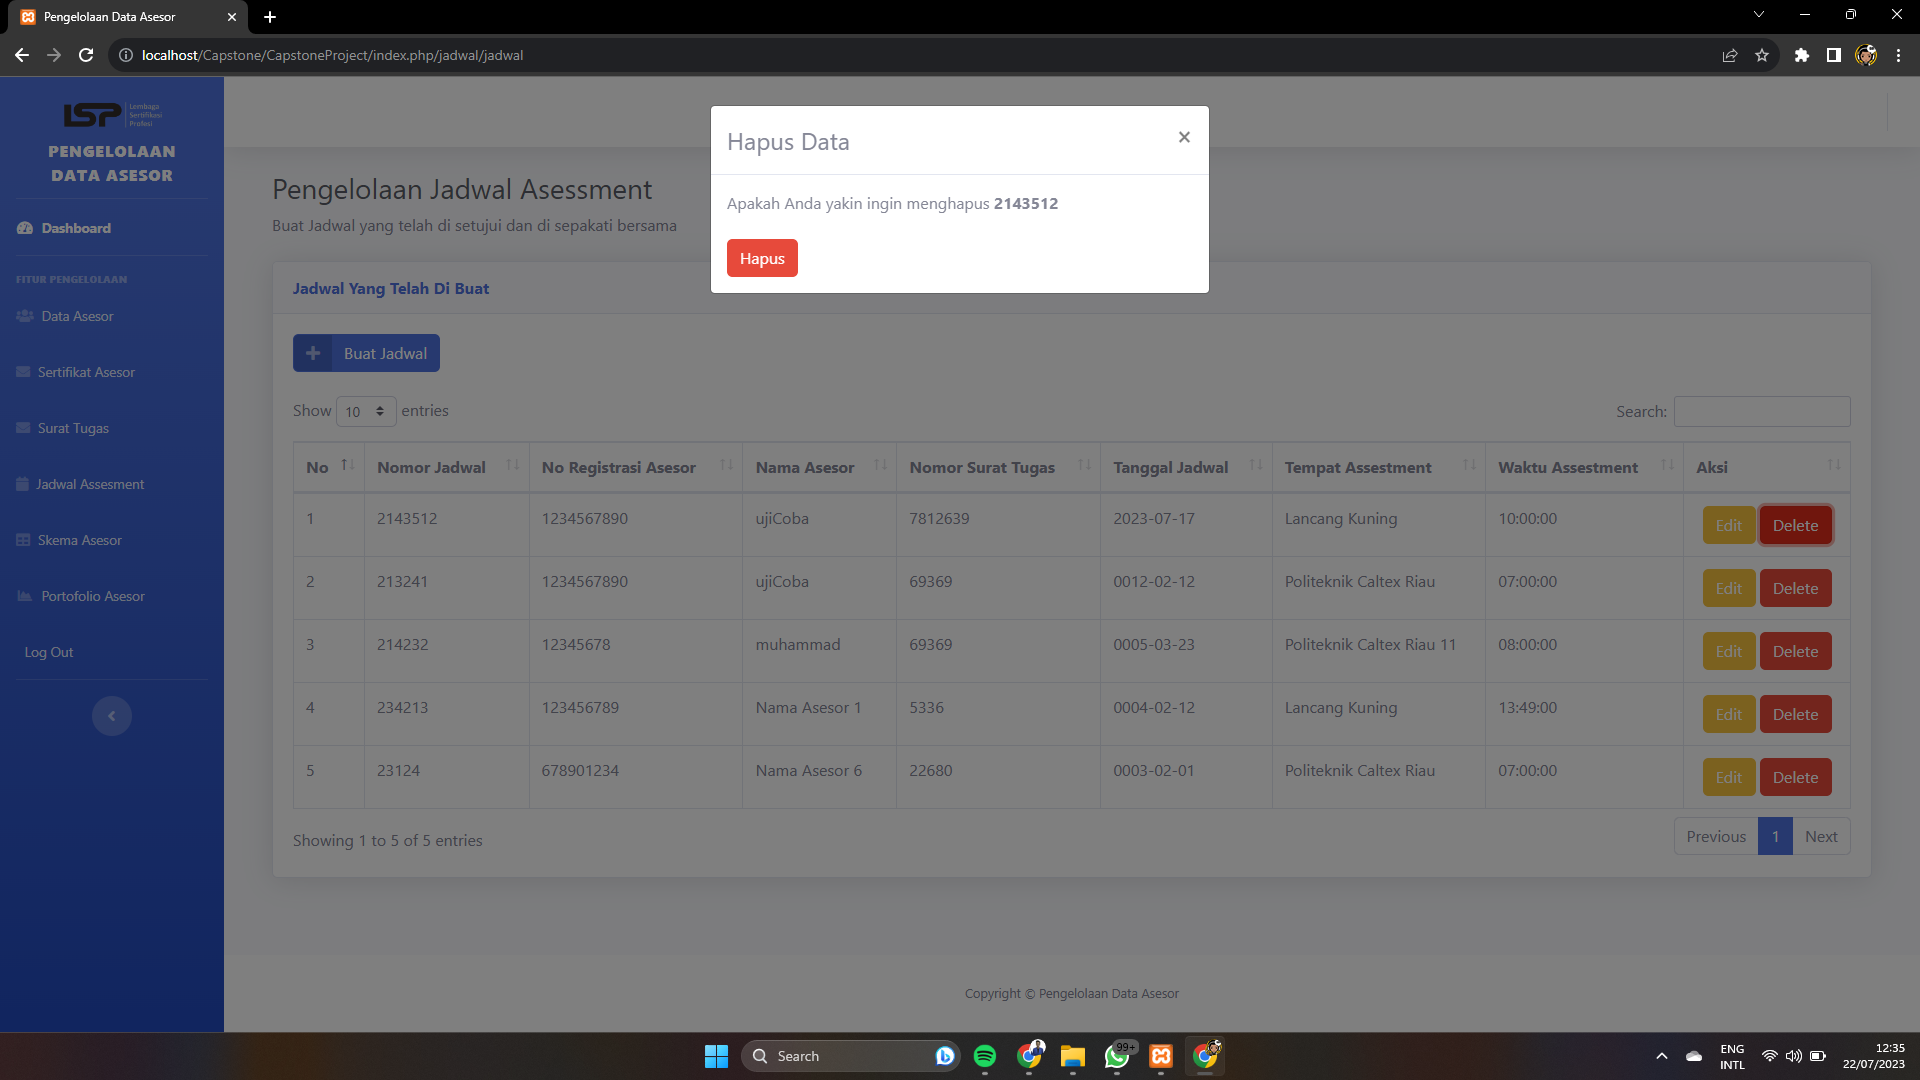 Pengelolaan Data Asesor
localhost/Capstone/CapstoneProject/index.php/jadwal/jadwal
LSP Lembaga
Sertifikasi
Profesi
PENGELOLAAN
DATA ASESOR
Dashboard
FITUR PENGELOLAAN
Data Asesor
Sertifikat Asesor
Surat Tugas
Jadwal Assesment
Skema Asesor
Portofolio Asesor
Log Out
Hapus Data
×
Apakah Anda yakin ingin menghapus 2143512
Hapus
Pengelolaan Jadwal Asessment
Buat Jadwal yang telah di setujui dan di sepakati bersama
Jadwal Yang Telah Di Buat
Buat Jadwal
Show 10 entries
Search:
No Nomor Jadwal No Registrasi Asesor Nama Asesor Nomor Surat Tugas Tanggal Jadwal Tempat Assestment Waktu Assestment Aksi
1 2143512 1234567890 ujiCoba 7812639 2023-07-17 Lancang Kuning 10:00:00 Edit Delete
2 213241 1234567890 ujiCoba 69369 0012-02-12 Politeknik Caltex Riau 07:00:00 Edit Delete
3 214232 12345678 muhammad 69369 0005-03-23 Politeknik Caltex Riau 11 08:00:00 Edit Delete
4 234213 123456789 Nama Asesor 1 5336 0004-02-12 Lancang Kuning 13:49:00 Edit Delete
5 23124 678901234 Nama Asesor 6 22680 0003-02-01 Politeknik Caltex Riau 07:00:00 Edit Delete
Showing 1 to 5 of 5 entries
Previous 1 Next
Copyright © Pengelolaan Data Asesor
Search
99+
ENG
INTL
12:35
22/07/2023